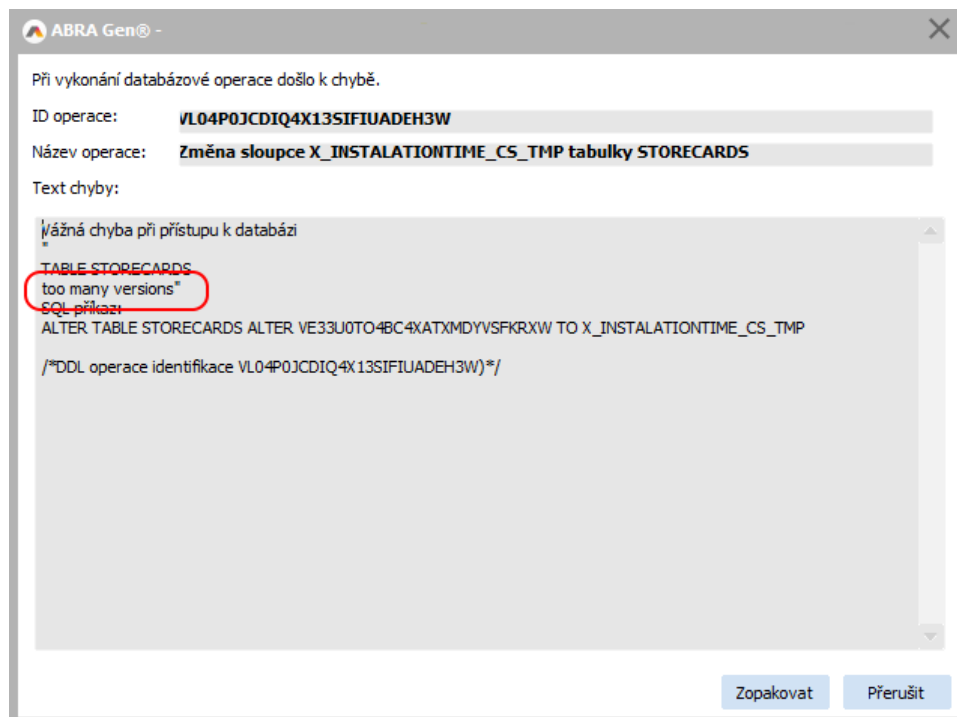 ABRA Gen® -
Při vykonání databázové operace došlo k chybě.
ID operace: VL04P0JCDIQ4X13SIFIUADEH3W
Název operace: Změna sloupce X_INSTALATIONTIME_CS_TMP tabulky STORECARDS
Text chyby:
Vážná chyba při přístupu k databázi
"
TABLE STORECARDS
too many versions"
SQL příkaz:
ALTER TABLE STORECARDS ALTER VE33U0TO4BC4XATXMDYVSFKRXW TO X_INSTALATIONTIME_CS_TMP
/*DDL operace identifikace VL04P0JCDIQ4X13SIFIUADEH3W)*/
Zopakovat Přerušit